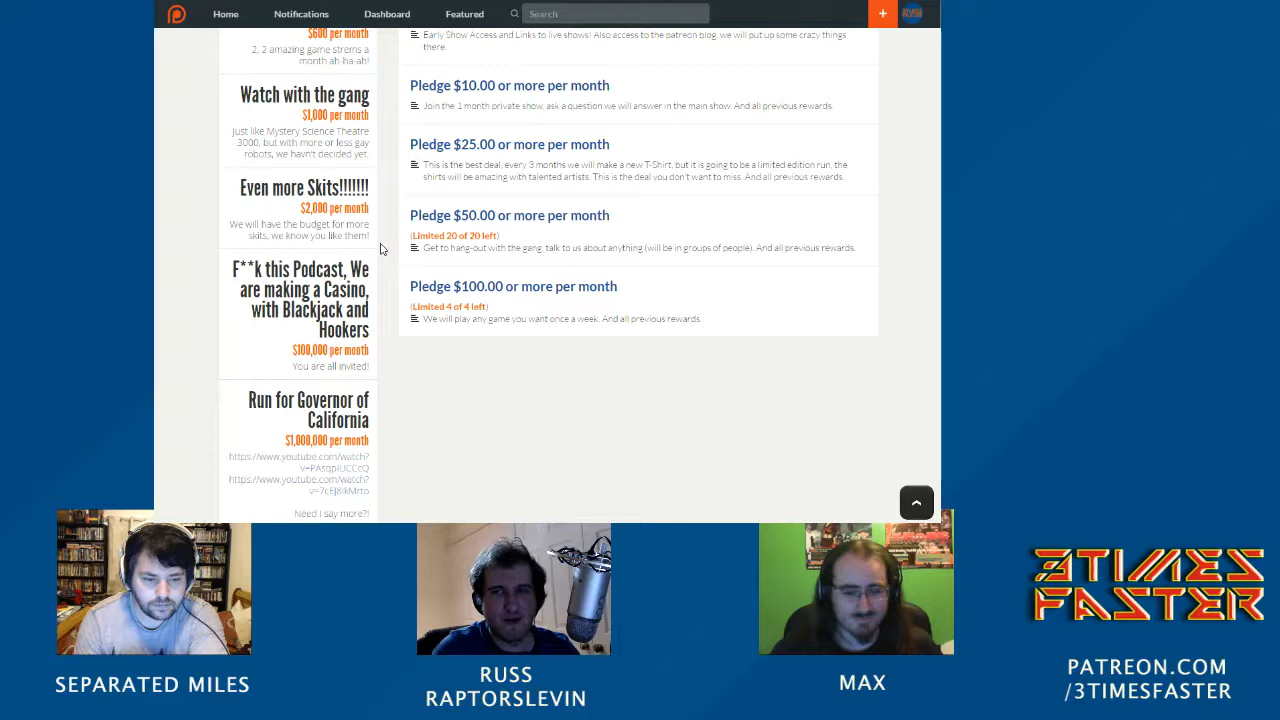 Home
Notifications
Dashboard
Featured
Search
+
3TIMES
FASTER
$600 per month
2. 2 amazing game strems a
month ah-ha-ah!
Watch with the gang
$1,000 per month
Just like Mystery Science Theatre
3000, but with more or less gay
robots, we havn't decided yet.
Even more Skits!!!!!!!
$2,000 per month
We will have the budget for more
skits, we know you like them!
F**k this Podcast, We
are making a Casino,
with Blackjack and
Hookers
$100,000 per month
You are all invited!
Run for Governor of
California
$1,000,000 per month
https://www.youtube.com/watch?
https://www.youtube.com/watch?
Need I say more?!
Early Show Access and Links to live shows! Also access to the patreon blog, we will put up some crazy things
there.
Pledge $10.00 or more per month
Join the 1 month private show, ask a question we will answer in the main show. And all previous rewards.
Pledge $25.00 or more per month
This is the best deal, every 3 months we will make a new T-Shirt, but it is going to be a limited edition run, the
shirts will be amazing with talented artists. This is the deal you don't want to miss. And all previous rewards.
Pledge $50.00 or more per month
(Limited 20 of 20 left)
Get to hang-out with the gang, talk to us about anything (will be in groups of people). And all previous rewards.
Pledge $100.00 or more per month
(Limited 4 of 4 left)
We will play any game you want once a week. And all previous rewards.
SEPARATED MILES
RUSS
RAPTORSLEVIN
MAX
3TIMES
FASTER
PATREON.COM
/3TIMESFASTER